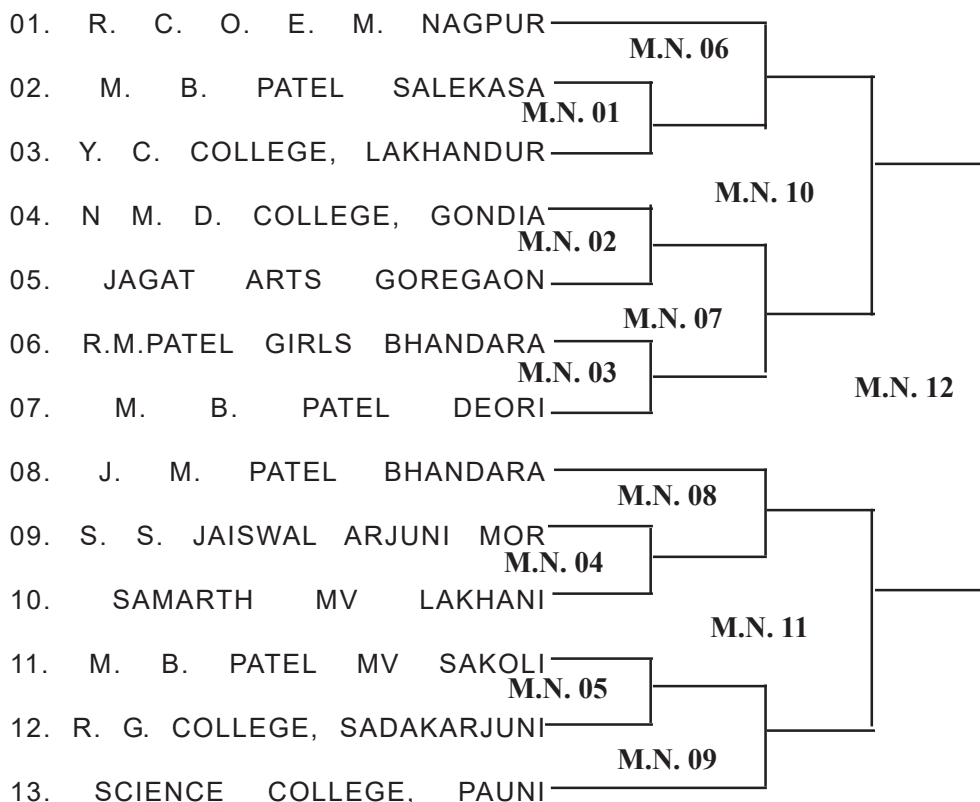 01. R. C. O. E. M. NAGPUR
M.N. 06
02. M. B. PATEL SALEKASA
M.N. 01
03. Y. C. COLLEGE, LAKHANDUR
M.N. 10
04. N M. D. COLLEGE, GONDIA
M.N. 02
05. JAGAT ARTS GOREGAON
M.N. 07
06. R.M.PATEL GIRLS BHANDARA
M.N. 03
M.N. 12
07. M. B. PATEL DEORI
08. J. M. PATEL BHANDARA
M.N. 08
09. S. S. JAISWAL ARJUNI MOR
M.N. 04
10. SAMARTH MV LAKHANI
M.N. 11
11. M. B. PATEL MV SAKOLI
M.N. 05
12. R. G. COLLEGE, SADAKARJUNI
M.N. 09
13. SCIENCE COLLEGE, PAUNI